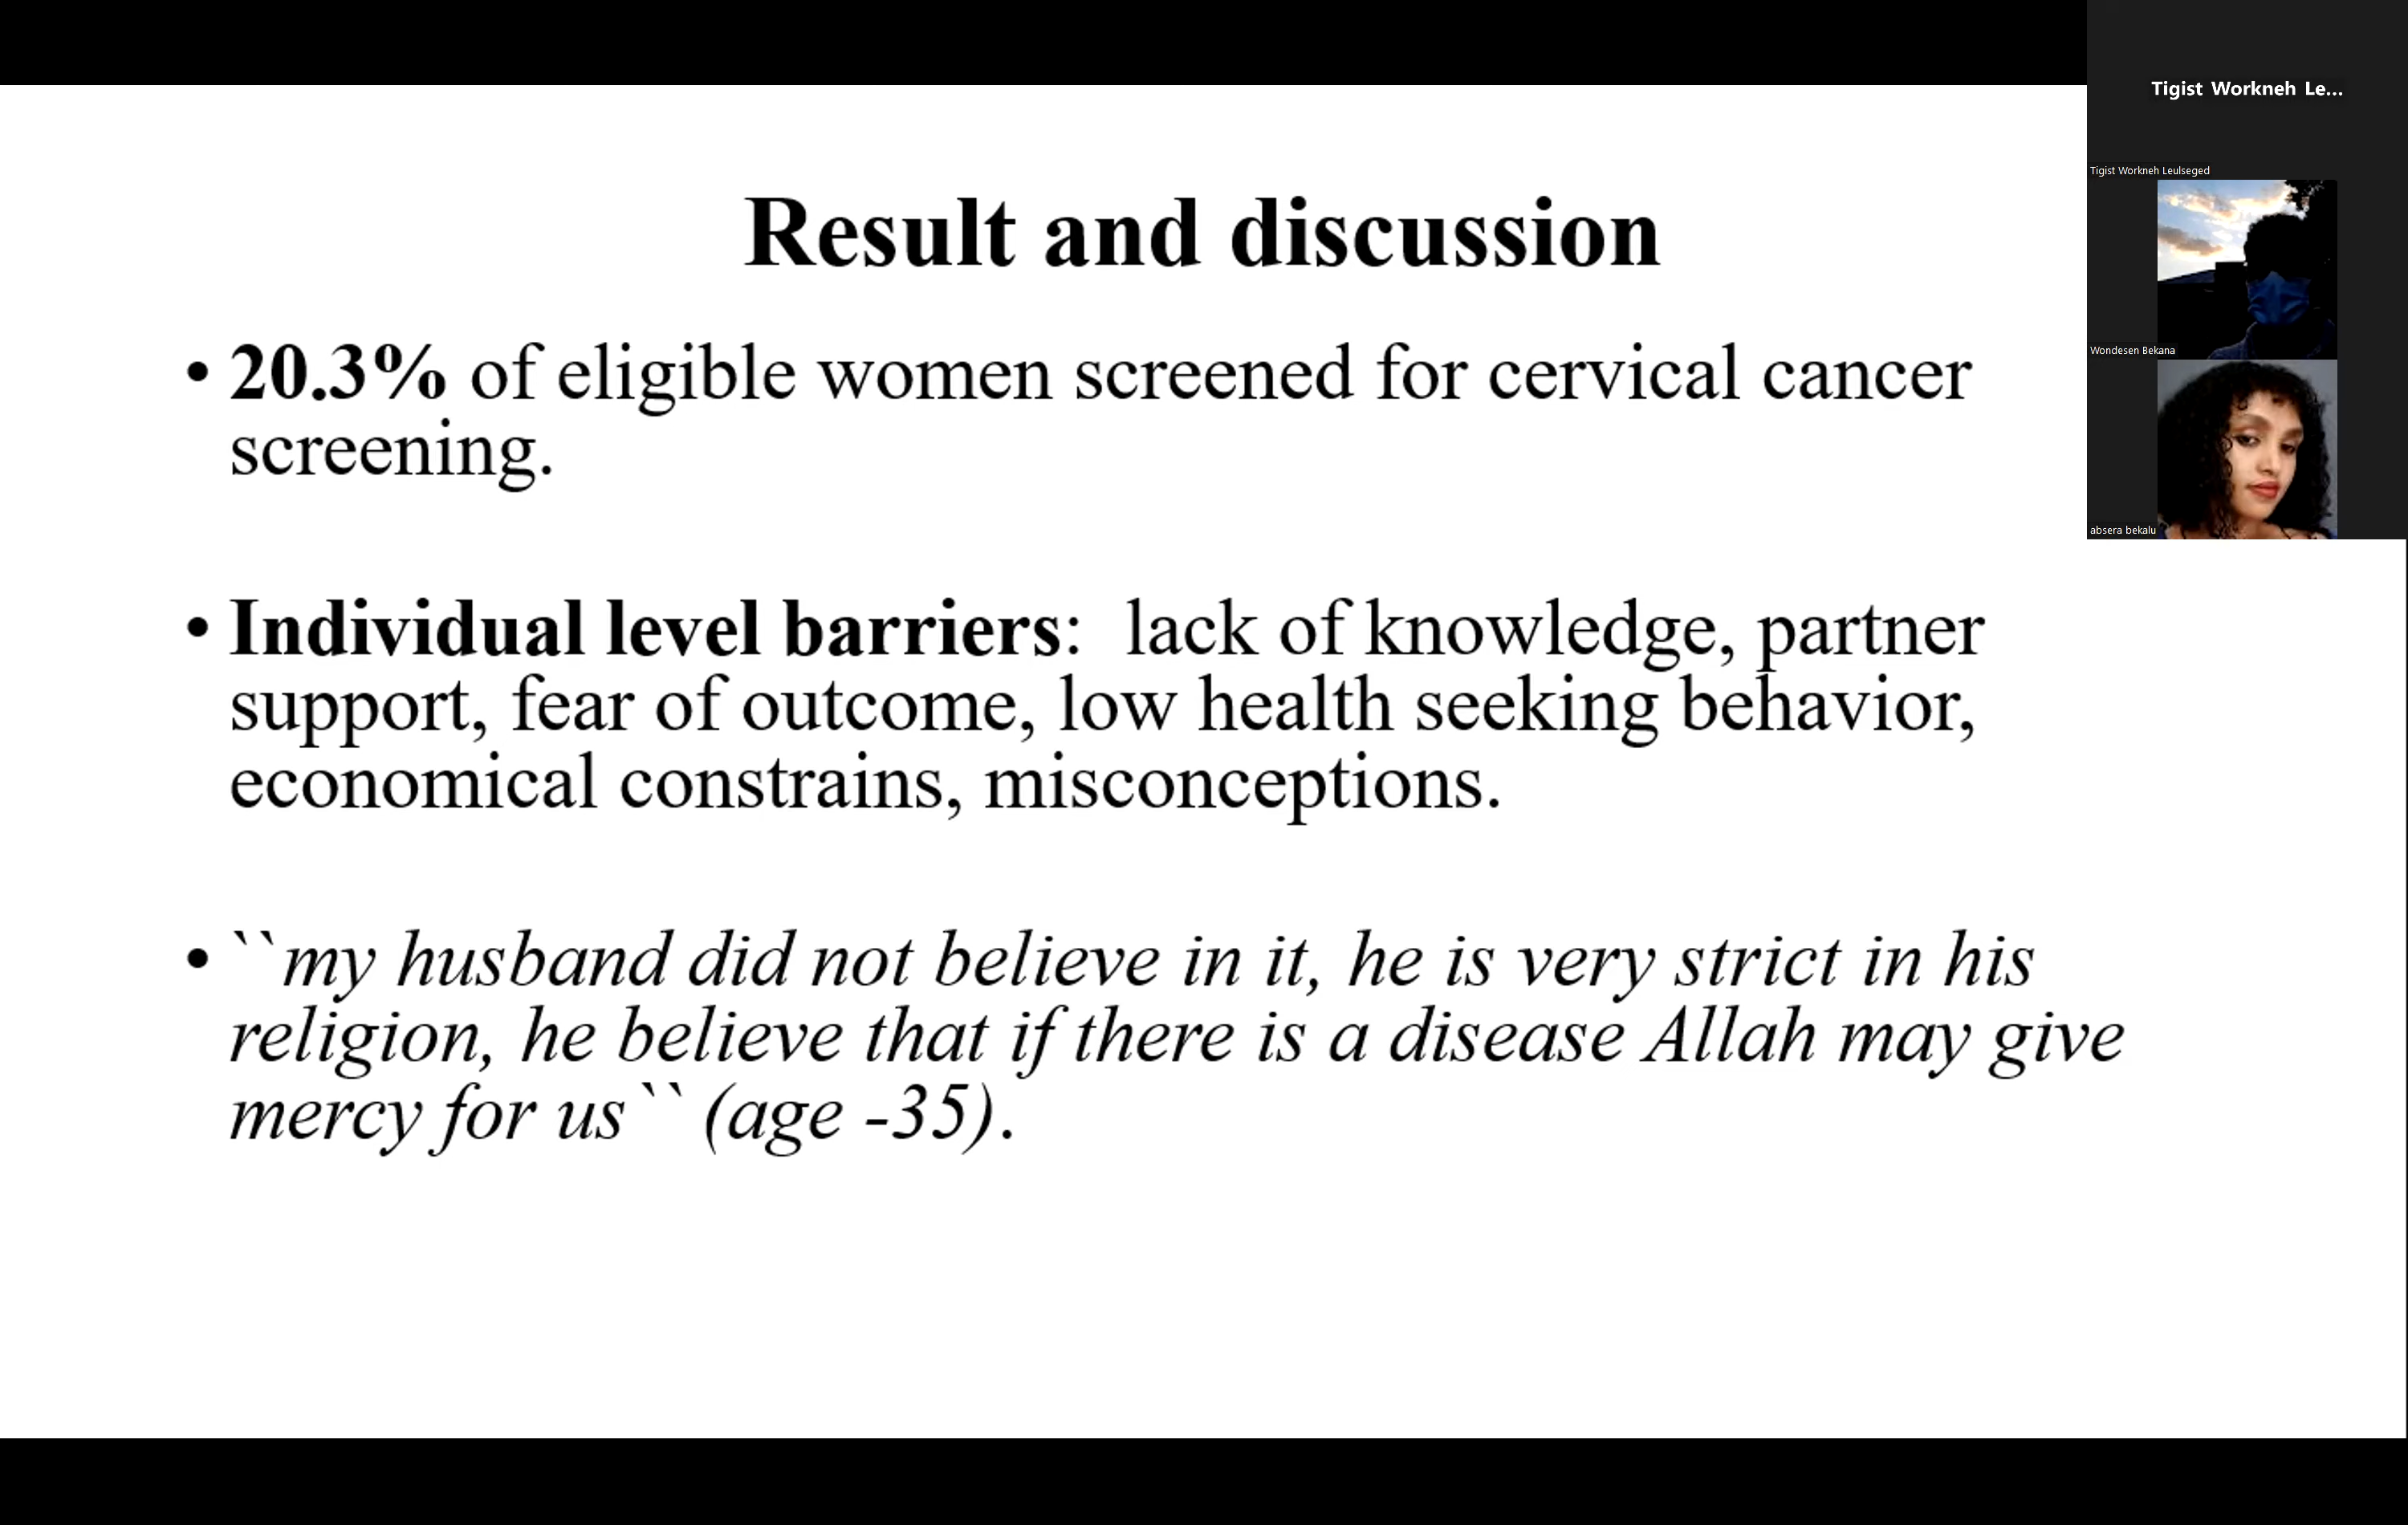 Result and discussion
• 20.3% of eligible women screened for cervical cancer
screening.
• Individual level barriers:  lack of knowledge, partner
support, fear of outcome, low health seeking behavior,
economical constrains, misconceptions.
• ``my husband did not believe in it, he is very strict in his
religion, he believe that if there is a disease Allah may give
mercy for us`` (age -35).
Tigist Workneh Le...
Tigist Workneh Leulseged
Wondesen Bekana
absera bekalu